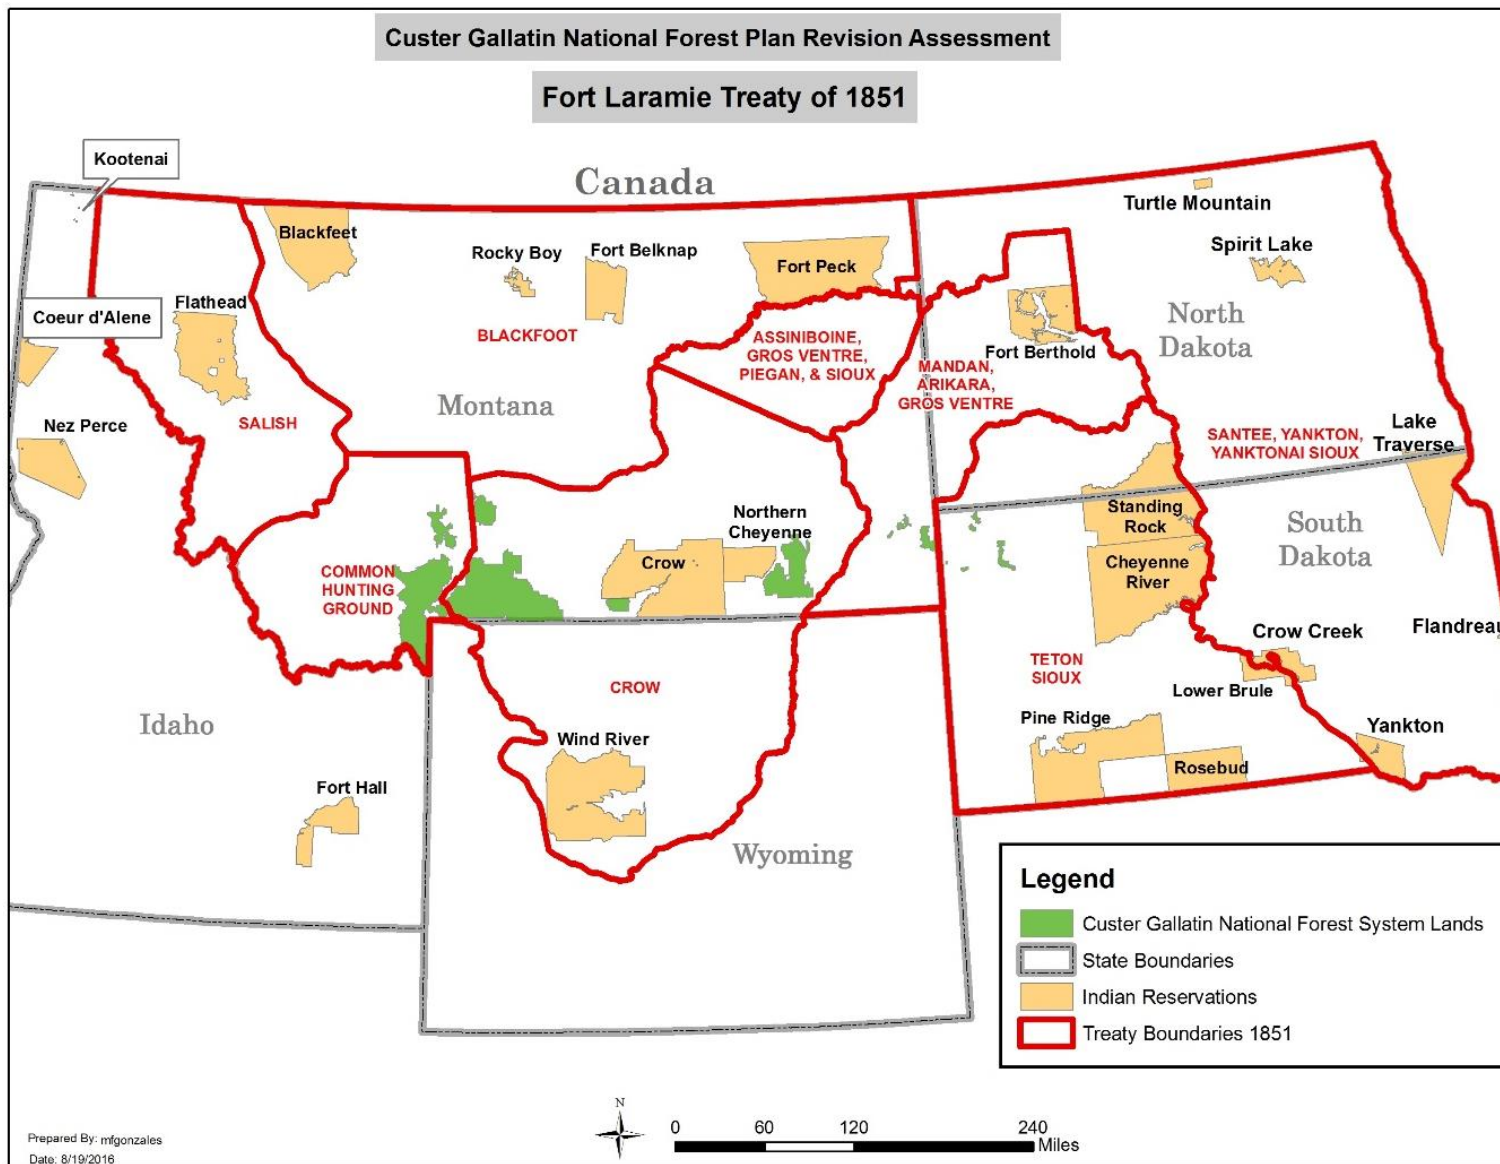 Custer Gallatin National Forest Plan Revision Assessment
Fort Laramie Treaty of 1851
Kootenai
Canada
Turtle Mountain
Blackfeet
Rocky Boy
Fort Belknap
Spirit Lake
Fort Peck
Flathead
Coeur d'Alene
North
Dakota
BLACKFOOT
ASSINIBOINE,
GROS VENTRE,
PIEGAN, & SIOUX
Fort Berthold
MANDAN,
ARIKARA,
GROS VENTRE
Montana
Nez Perce
SALISH
SANTEE, YANKTON,
YANKTONAI SIOUX
Lake
Traverse
Northern
Cheyenne
Standing
Rock
South
Dakota
Crow
Cheyenne
River
COMMON
HUNTING
GROUND
Crow Creek
Flandreau
TETON
SIOUX
CROW
Lower Brule
Idaho
Wind River
Pine Ridge
Yankton
Rosebud
Fort Hall
Wyoming
Legend
Custer Gallatin National Forest System Lands
State Boundaries
Indian Reservations
Treaty Boundaries 1851
N
0 60 120 240
Miles
Prepared By: mfgonzales
Date: 8/19/2016